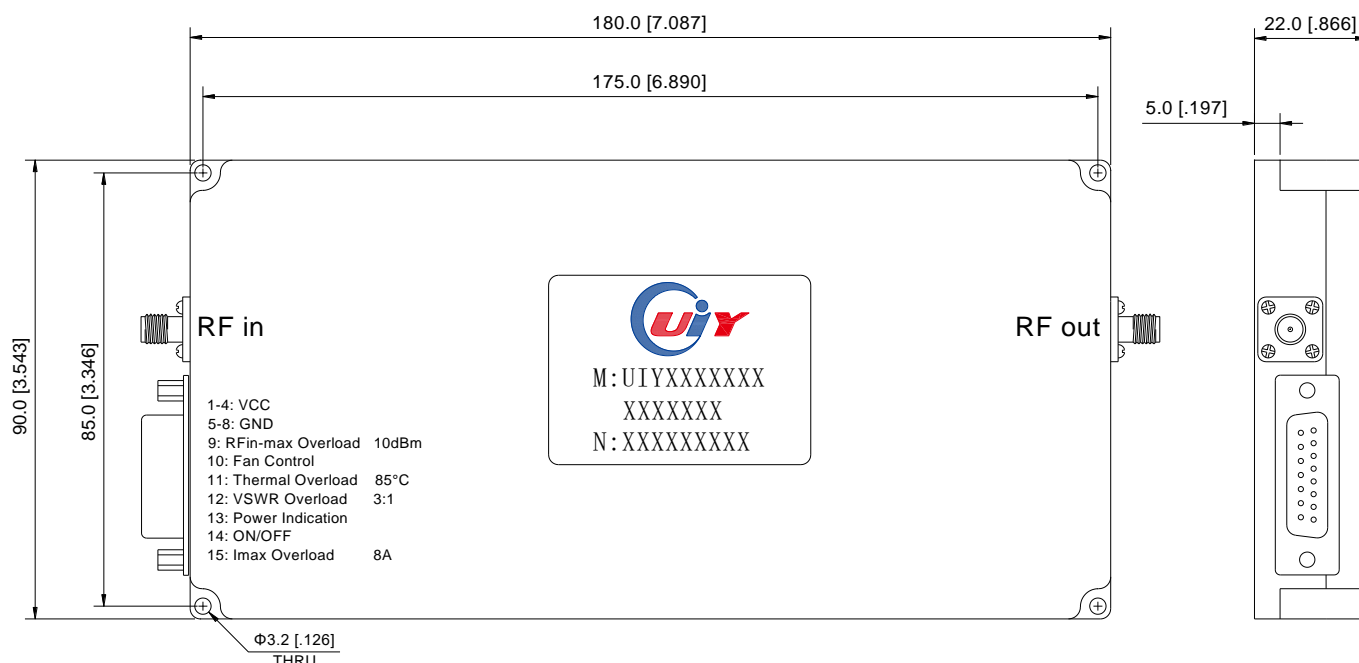 180.0 [7.087]
22.0 [.866]
175.0 [6.890]
5.0 [.197]
90.0 [3.543]
85.0 [3.346]
RF in
RF out
UiY
M:UIYXXXXXXX
XXXXXXX
N:XXXXXXXXX
1-4: VCC
5-8: GND
9: RFin-max Overload 10dBm
10: Fan Control
11: Thermal Overload 85°C
12: VSWR Overload 3:1
13: Power Indication
14: ON/OFF
15: Imax Overload 8A
Φ3.2 [.126]
THRU